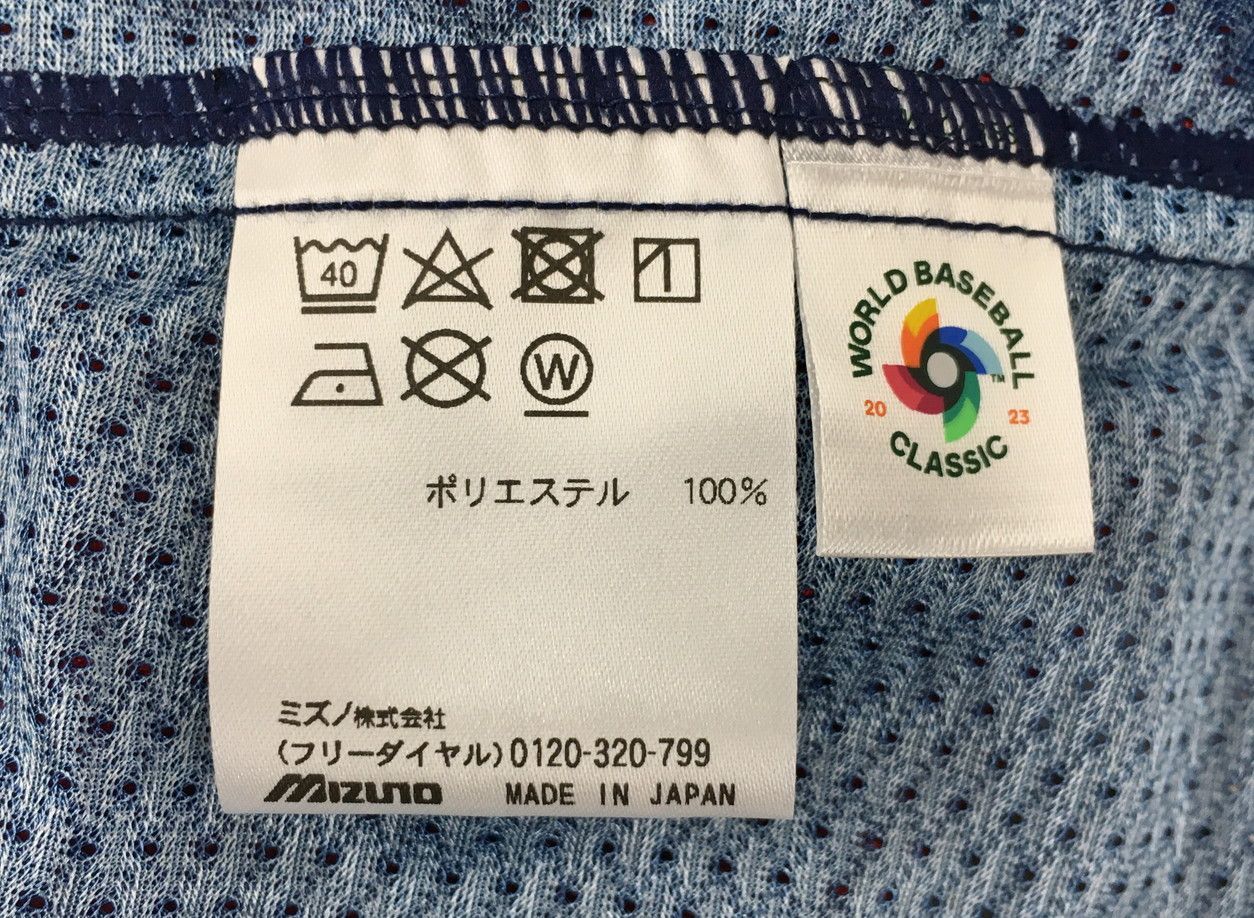 40
W
ポリエステル 100%
ミズノ株式会社
(フリーダイヤル)0120-320-799
MIZUNO MADE IN JAPAN
WORLD BASEBALL
TM
20 23
CLASSIC